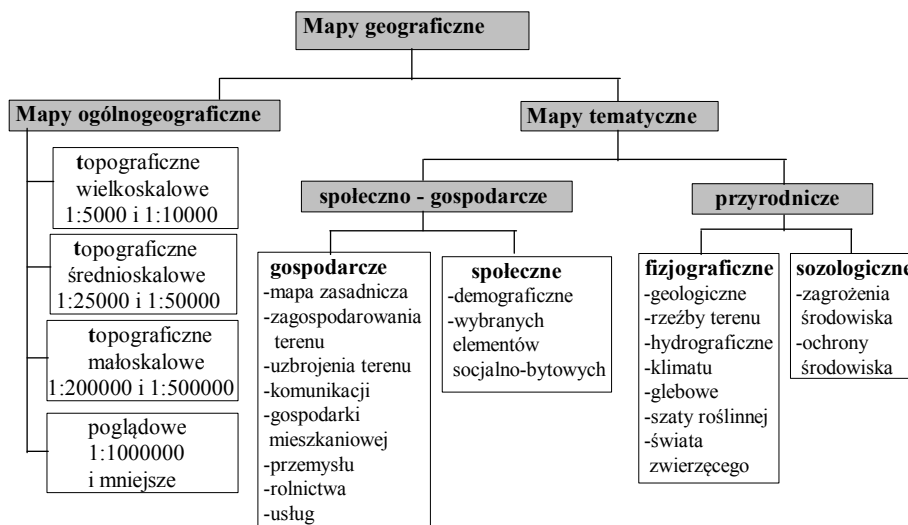 Mapy geograficzne
Mapy ogólnogeograficzne
Mapy tematyczne
topograficzne
wielkoskalowe
1:5000 i 1:10000
topograficzne
średnioskalowe
1:25000 i 1:50000
topograficzne
małoskalowe
1:200000 i 1:500000
poglądowe
1:1000000
i mniejsze
społeczno - gospodarcze
przyrodnicze
gospodarcze
-mapa zasadnicza
-zagospodarowania
terenu
-uzbrojenia terenu
-komunikacji
-gospodarki
mieszkaniowej
-przemysłu
-rolnictwa
-usług
społeczne
-demograficzne
-wybranych
elementów
socjalno-bytowych
fizjograficzne
-geologiczne
-rzeźby terenu
-hydrograficzne
-klimatu
-glebowe
-szaty roślinnej
-świata
zwierzęcego
sozologiczne
-zagrożenia
środowiska
-ochrony
środowiska